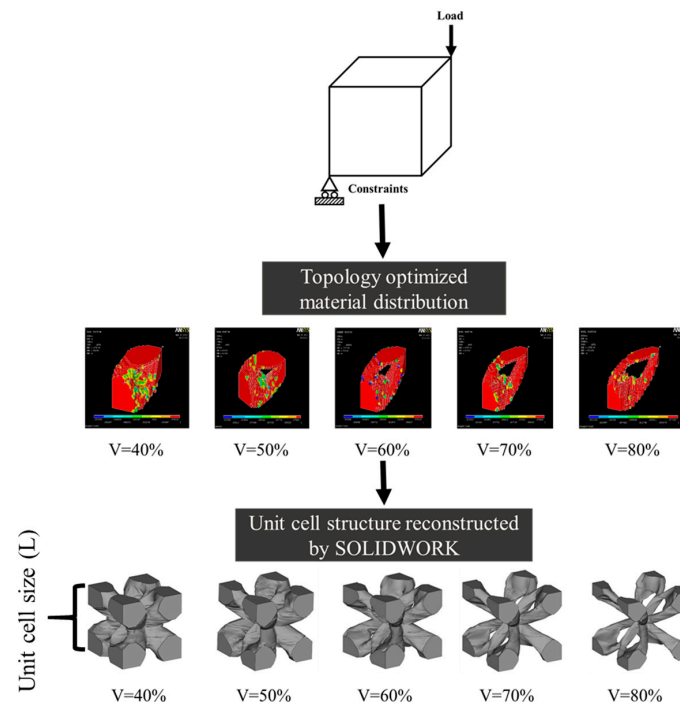 Load
Constraints
Topology optimized
material distribution
V=40% V=50% V=60% V=70% V=80%
Unit cell structure reconstructed
by SOLIDWORK
Unit cell size (L)
V=40% V=50% V=60% V=70% V=80%